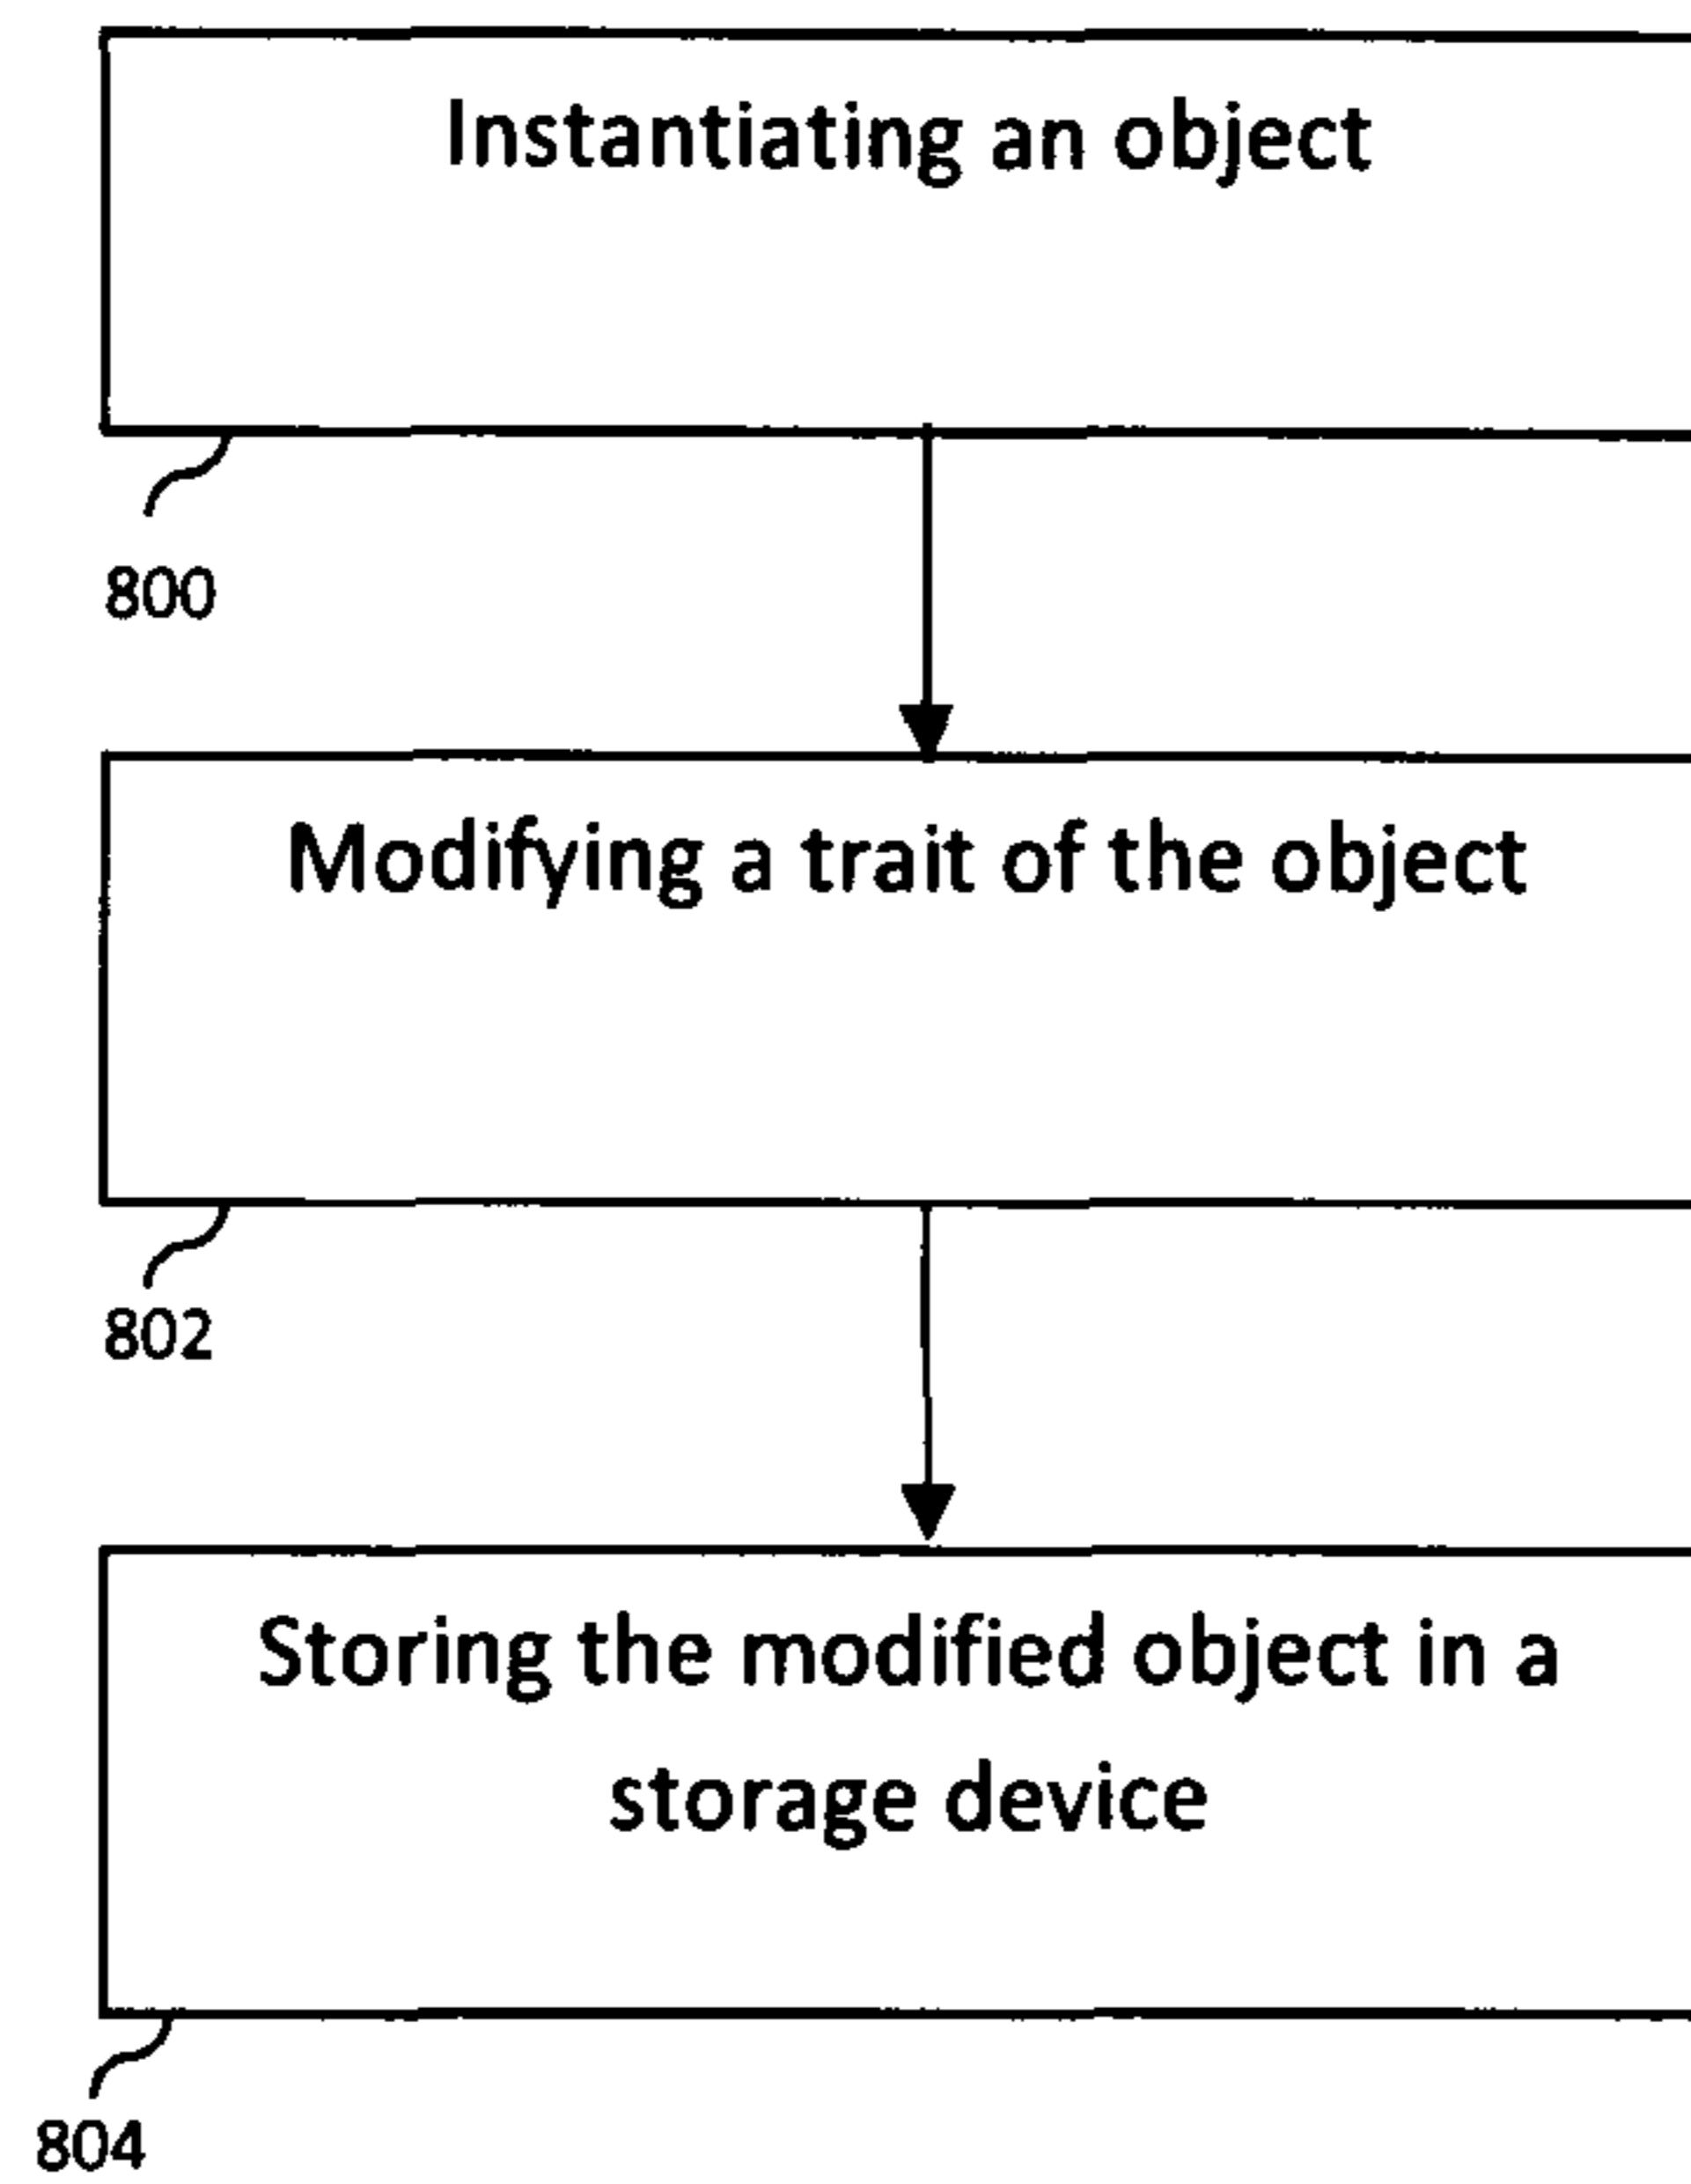 Instantiating an object
800
Modifying a trait of the object
802
Storing the modified object in a
storage device
804